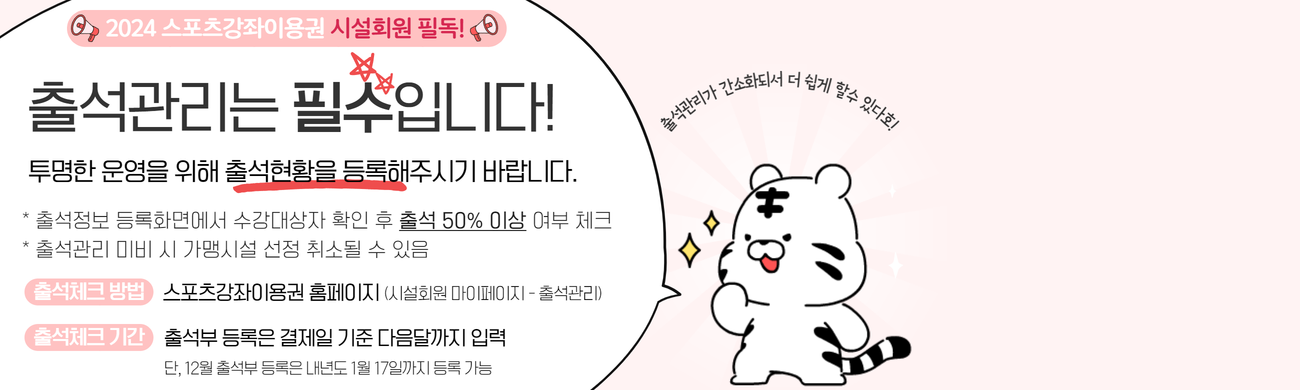 2024 스포츠강좌이용권 시설회원 필독!
출석관리는 필수입니다!
투명한 운영을 위해 출석현황을 등록해주시기 바랍니다.
* 출석정보 등록화면에서 수강대상자 확인 후 출석 50% 이상 여부 체크
* 출석관리 미비 시 가맹시설 선정 취소될 수 있음
출석체크 방법 스포츠강좌이용권 홈페이지 (시설회원 마이페이지 - 출석관리)
출석체크 기간 출석부 등록은 결제일 기준 다음달까지 입력
단, 12월 출석부 등록은 내년도 1월 17일까지 등록 가능
출석관리가 간소화되서 더 쉽게 할수 있다호!